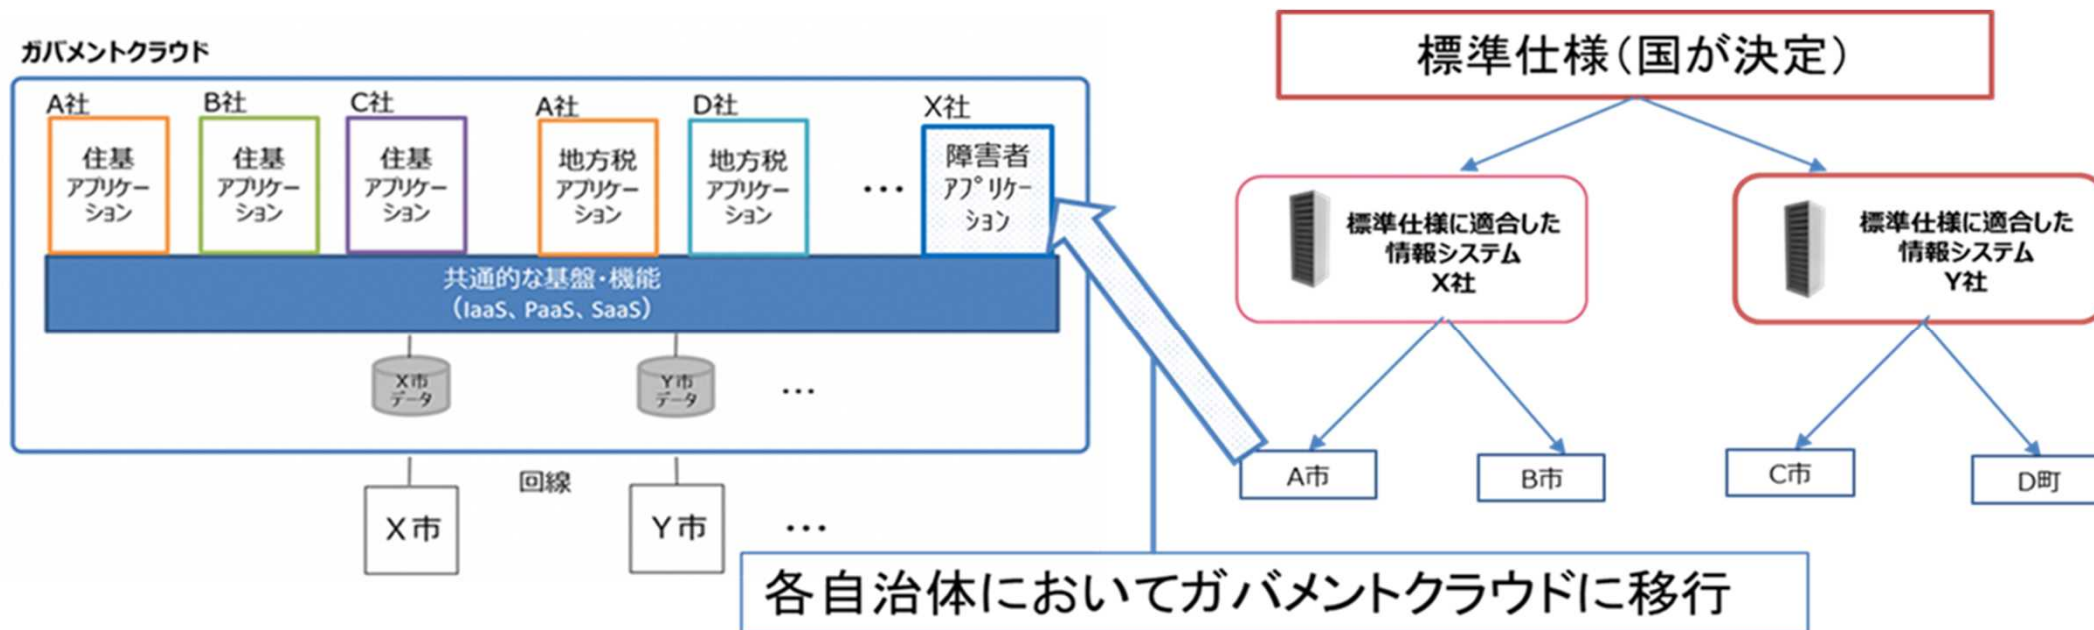 ガバメントクラウド
A社
住基
アプリケー
ション
B社
住基
アプリケー
ション
C社
住基
アプリケー
ション
A社
地方税
アプリケー
ション
D社
地方税
アプリケー
ション
…
X社
障害者
ｱﾌﾟﾘｹｰ
ｼｮﾝ
共通的な基盤・機能
（IaaS、PaaS、SaaS）
X市
データ
Y市
データ
…
回線
X市
Y市
…
標準仕様（国が決定）
標準仕様に適合した
情報システム
X社
標準仕様に適合した
情報システム
Y社
A市
B市
C市
D町
各自治体においてガバメントクラウドに移行